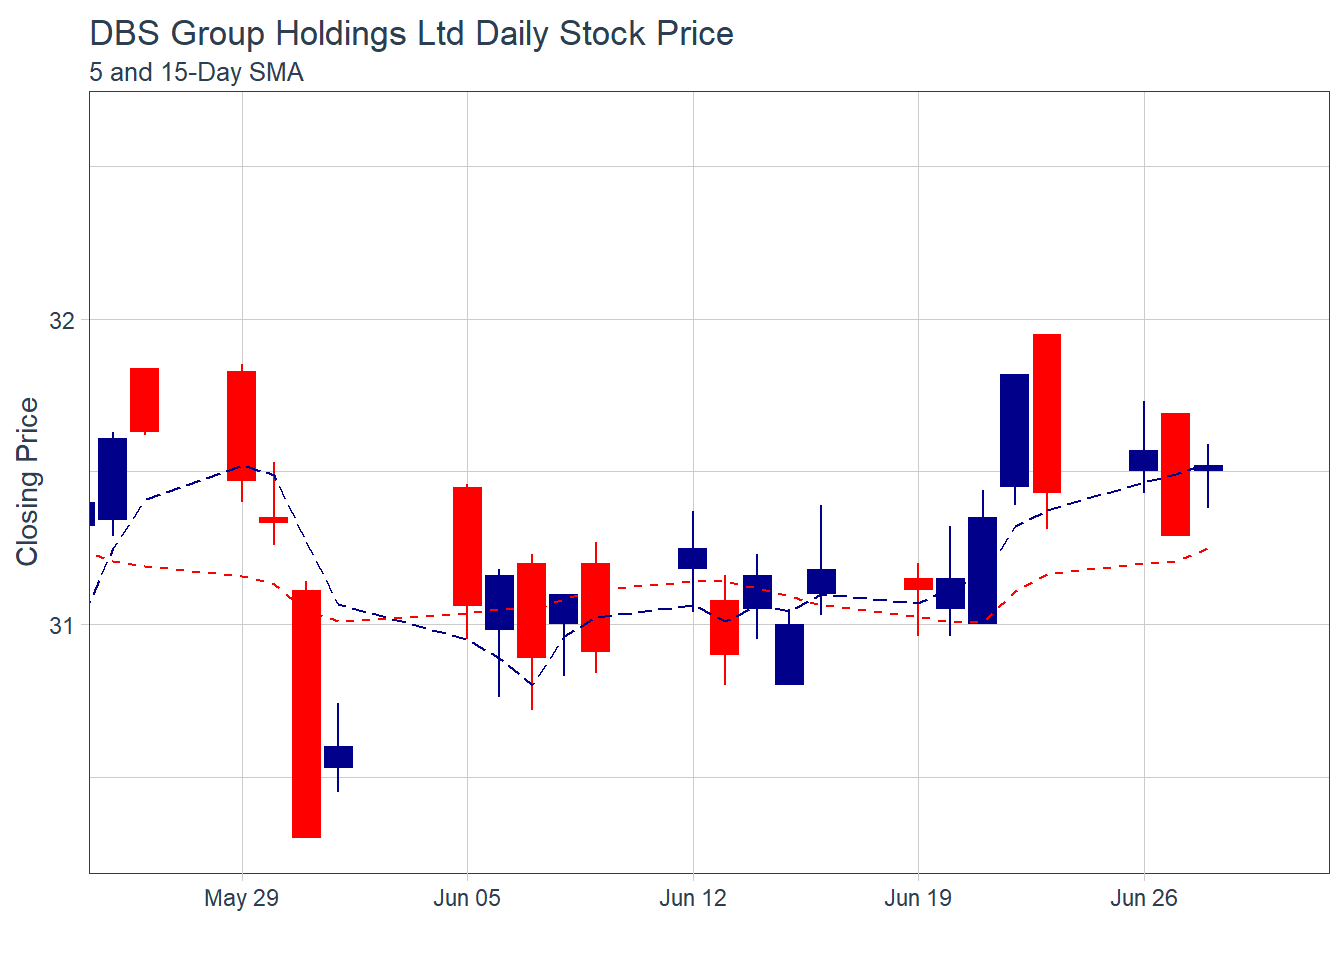 DBS Group Holdings Ltd Daily Stock Price
5 and 15-Day SMA
Closing Price
32
31
May 29
Jun 05
Jun 12
Jun 19
Jun 26